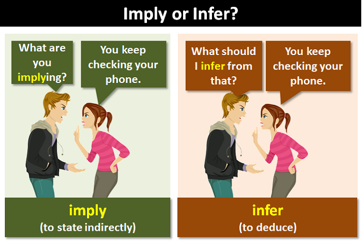 Imply or Infer?
What are
you
implying?
You keep
checking your
phone.
imply
(to state indirectly)
What should
I infer from
that?
You keep
checking your
phone.
infer
(to deduce)